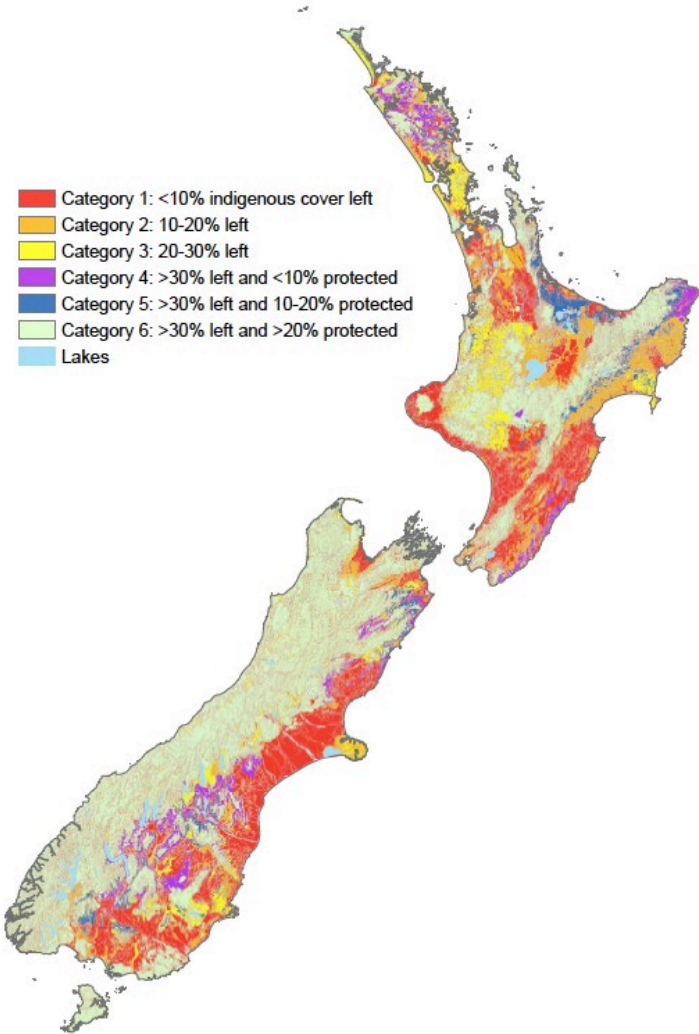 Category 1: <10% indigenous cover left
Category 2: 10-20% left
Category 3: 20-30% left
Category 4: >30% left and <10% protected
Category 5: >30% left and 10-20% protected
Category 6: >30% left and >20% protected
Lakes